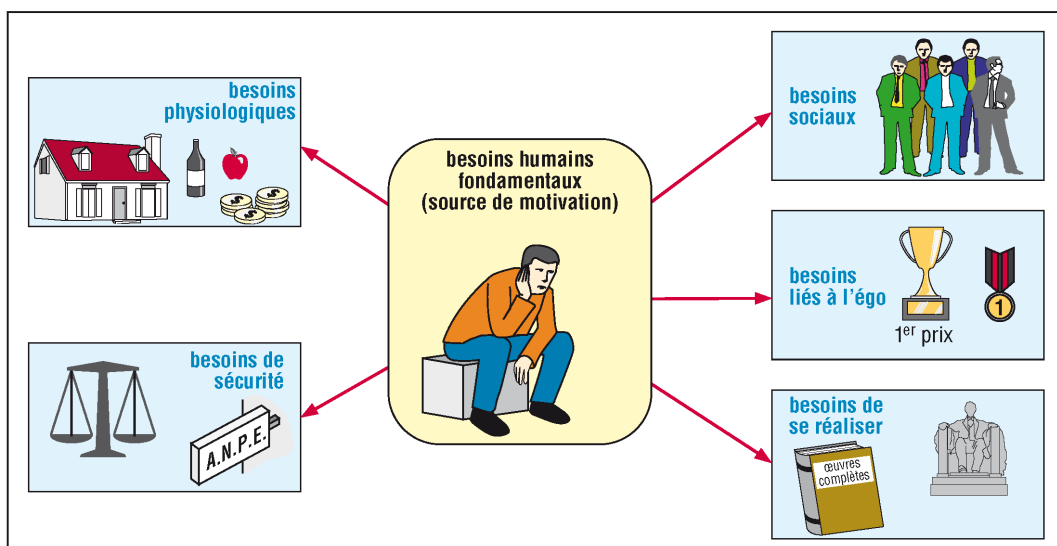 besoins
physiologiques
$
$
$
besoins de
sécurité
A.N.P.E.
besoins humains
fondamentaux
(source de motivation)
besoins
sociaux
besoins
liés à l'égo
1
1er prix
besoins de
se réaliser
œuvres
complètes